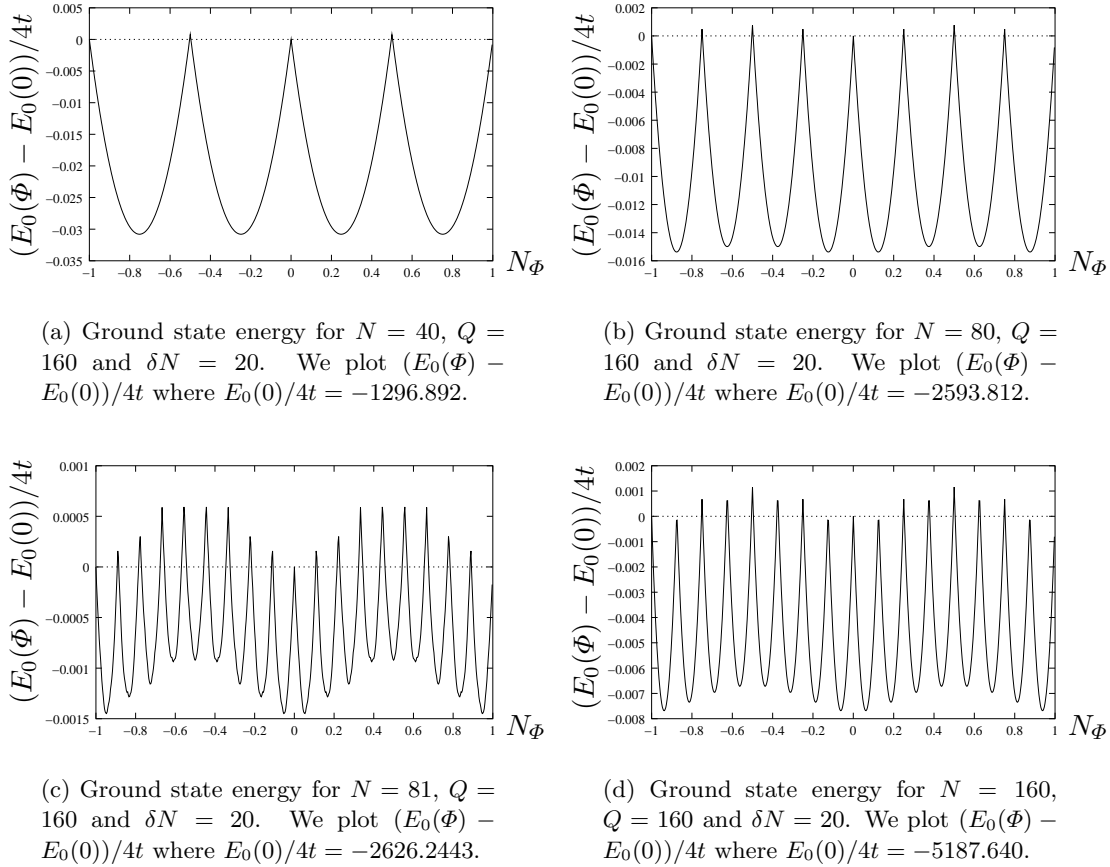 (E₀(Φ) − E₀(0))/4t
0.005
0
−0.005
−0.01
−0.015
−0.02
−0.025
−0.03
−0.035
−1 −0.8 −0.6 −0.4 −0.2 0 0.2 0.4 0.6 0.8 1
N_Φ
(a) Ground state energy for N = 40, Q =
160 and δN = 20. We plot (E₀(Φ) −
E₀(0))/4t where E₀(0)/4t = −1296.892.
(E₀(Φ) − E₀(0))/4t
0.002
0
−0.002
−0.004
−0.006
−0.008
−0.01
−0.012
−0.014
−0.016
−1 −0.8 −0.6 −0.4 −0.2 0 0.2 0.4 0.6 0.8 1
N_Φ
(b) Ground state energy for N = 80, Q =
160 and δN = 20. We plot (E₀(Φ) −
E₀(0))/4t where E₀(0)/4t = −2593.812.
(E₀(Φ) − E₀(0))/4t
0.001
0.0005
0
−0.0005
−0.001
−0.0015
−1 −0.8 −0.6 −0.4 −0.2 0 0.2 0.4 0.6 0.8 1
N_Φ
(c) Ground state energy for N = 81, Q =
160 and δN = 20. We plot (E₀(Φ) −
E₀(0))/4t where E₀(0)/4t = −2626.2443.
(E₀(Φ) − E₀(0))/4t
0.002
0.001
0
−0.001
−0.002
−0.003
−0.004
−0.005
−0.006
−0.007
−0.008
−1 −0.8 −0.6 −0.4 −0.2 0 0.2 0.4 0.6 0.8 1
N_Φ
(d) Ground state energy for N = 160,
Q = 160 and δN = 20. We plot (E₀(Φ) −
E₀(0))/4t where E₀(0)/4t = −5187.640.